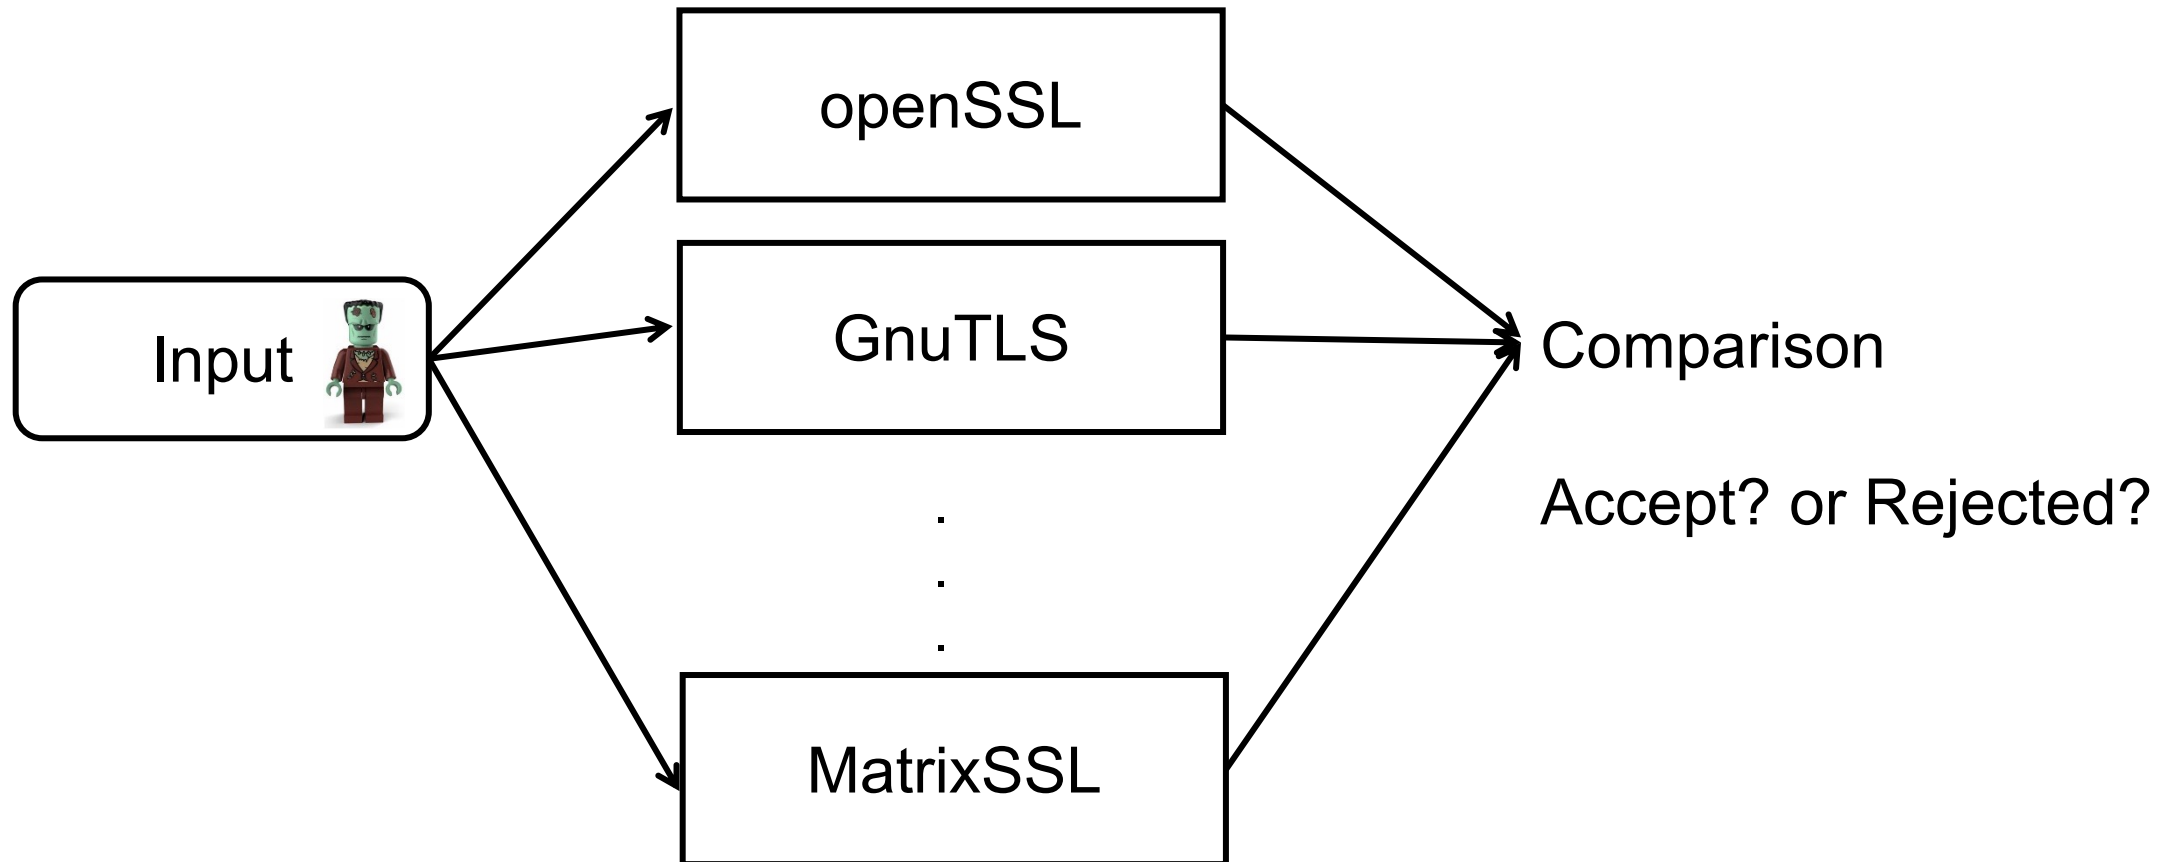 openSSL
Input
GnuTLS
Comparison
Accept? or Rejected?
.
.
.
MatrixSSL